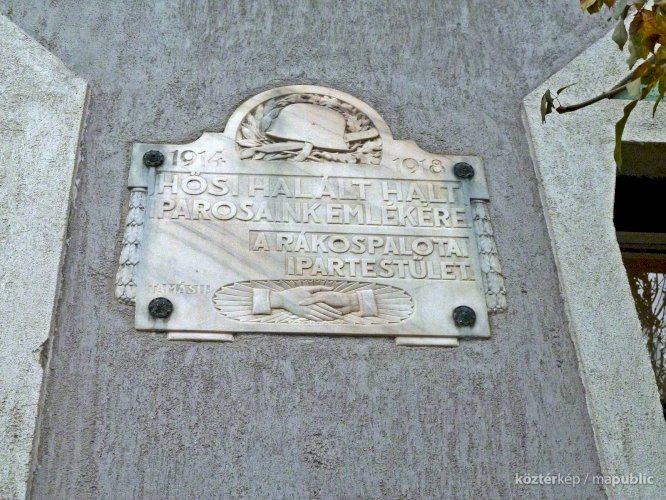 1914 1918
HŐSI HALÁLT HALT
IPAROSAINK EMLÉKÉRE
A RÁKOSPALOTAI
IPARTESTÜLET.
köztérkép / mapublic